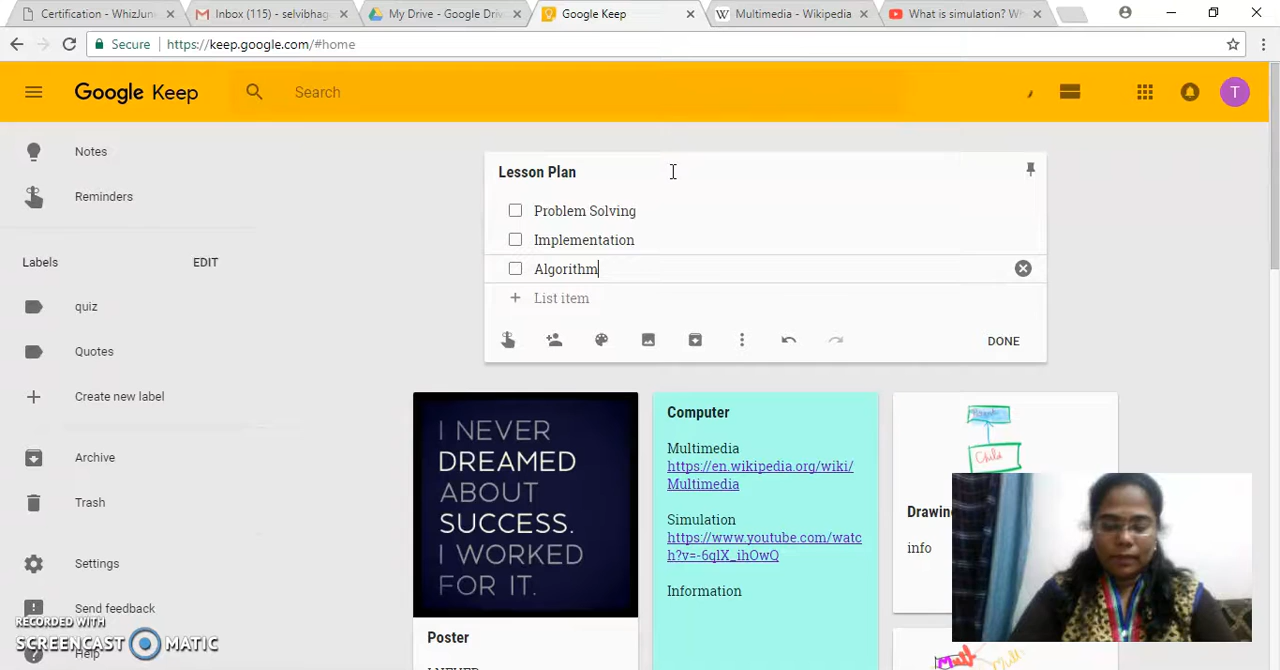 Certification - WhizJuni
Inbox (115) - selvibhag
My Drive - Google Driv
Google Keep
Multimedia - Wikipedia
What is simulation? Wh
Secure
https://keep.google.com/#home
Google Keep
Search
T
Notes
Reminders
Labels
EDIT
quiz
Quotes
Create new label
Archive
Trash
Settings
Send feedback
Help
Lesson Plan
Problem Solving
Implementation
Algorithm
+ List item
DONE
I NEVER
DREAMED
ABOUT
SUCCESS.
I WORKED
FOR IT.
Poster
Computer
Multimedia
https://en.wikipedia.org/wiki/
Multimedia
Simulation
https://www.youtube.com/watc
h?v=-6qlX_ihOwQ
Information
Child
Drawing
info
RECORDED WITH
SCREENCAST MATIC